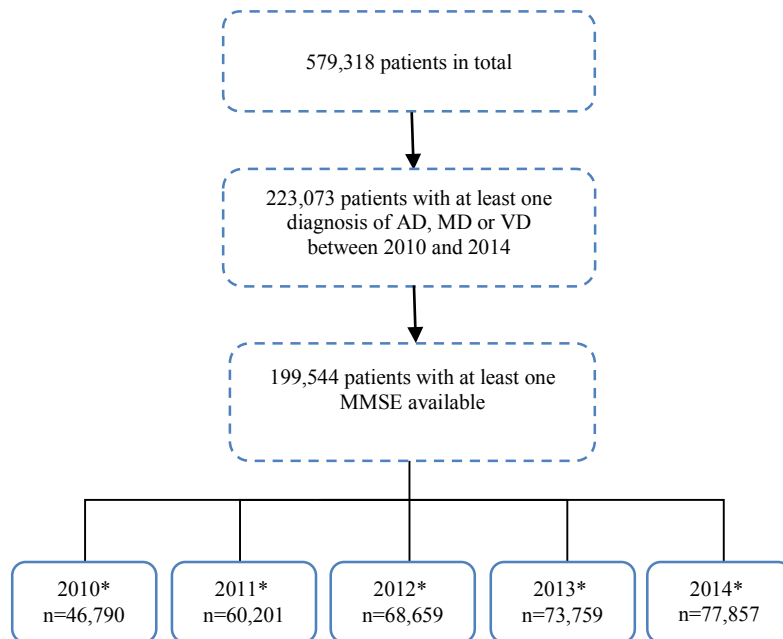 579,318 patients in total
223,073 patients with at least one
diagnosis of AD, MD or VD
between 2010 and 2014
199,544 patients with at least one
MMSE available
2010*
n=46,790
2011*
n=60,201
2012*
n=68,659
2013*
n=73,759
2014*
n=77,857